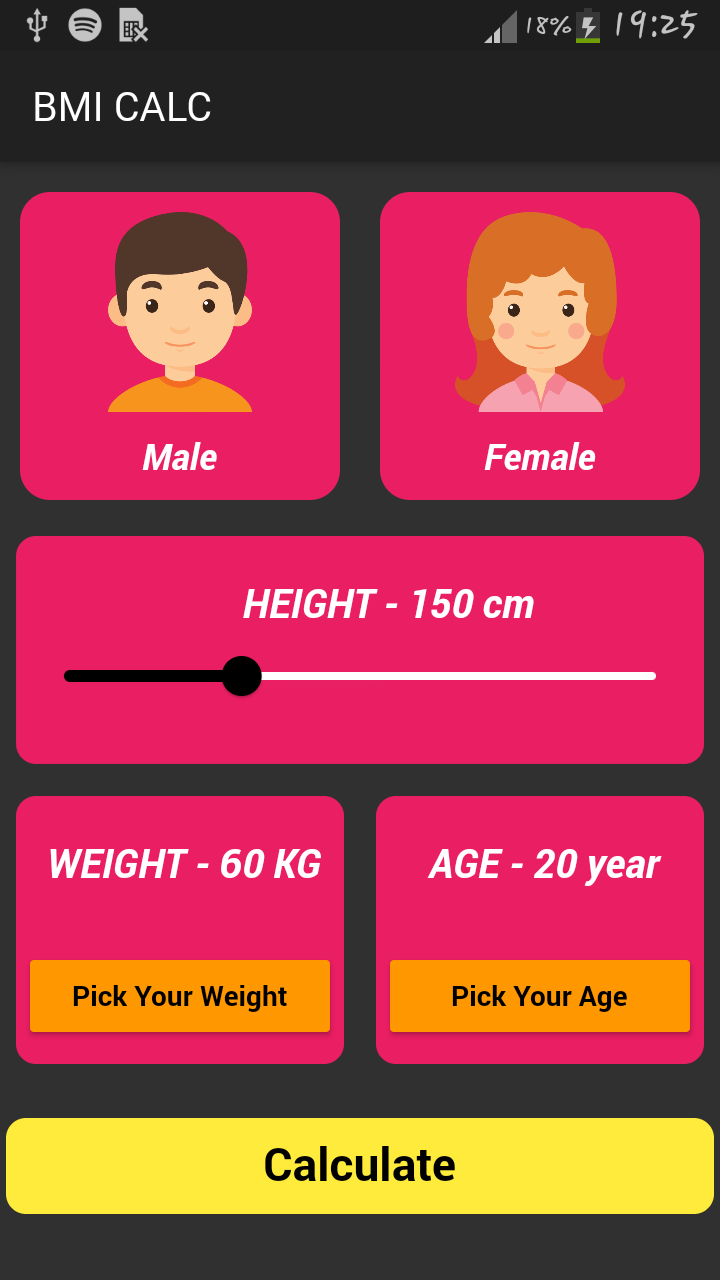 18% 19:25
BMI CALC
Male Female
HEIGHT - 150 cm
WEIGHT - 60 KG AGE - 20 year
Pick Your Weight Pick Your Age
Calculate